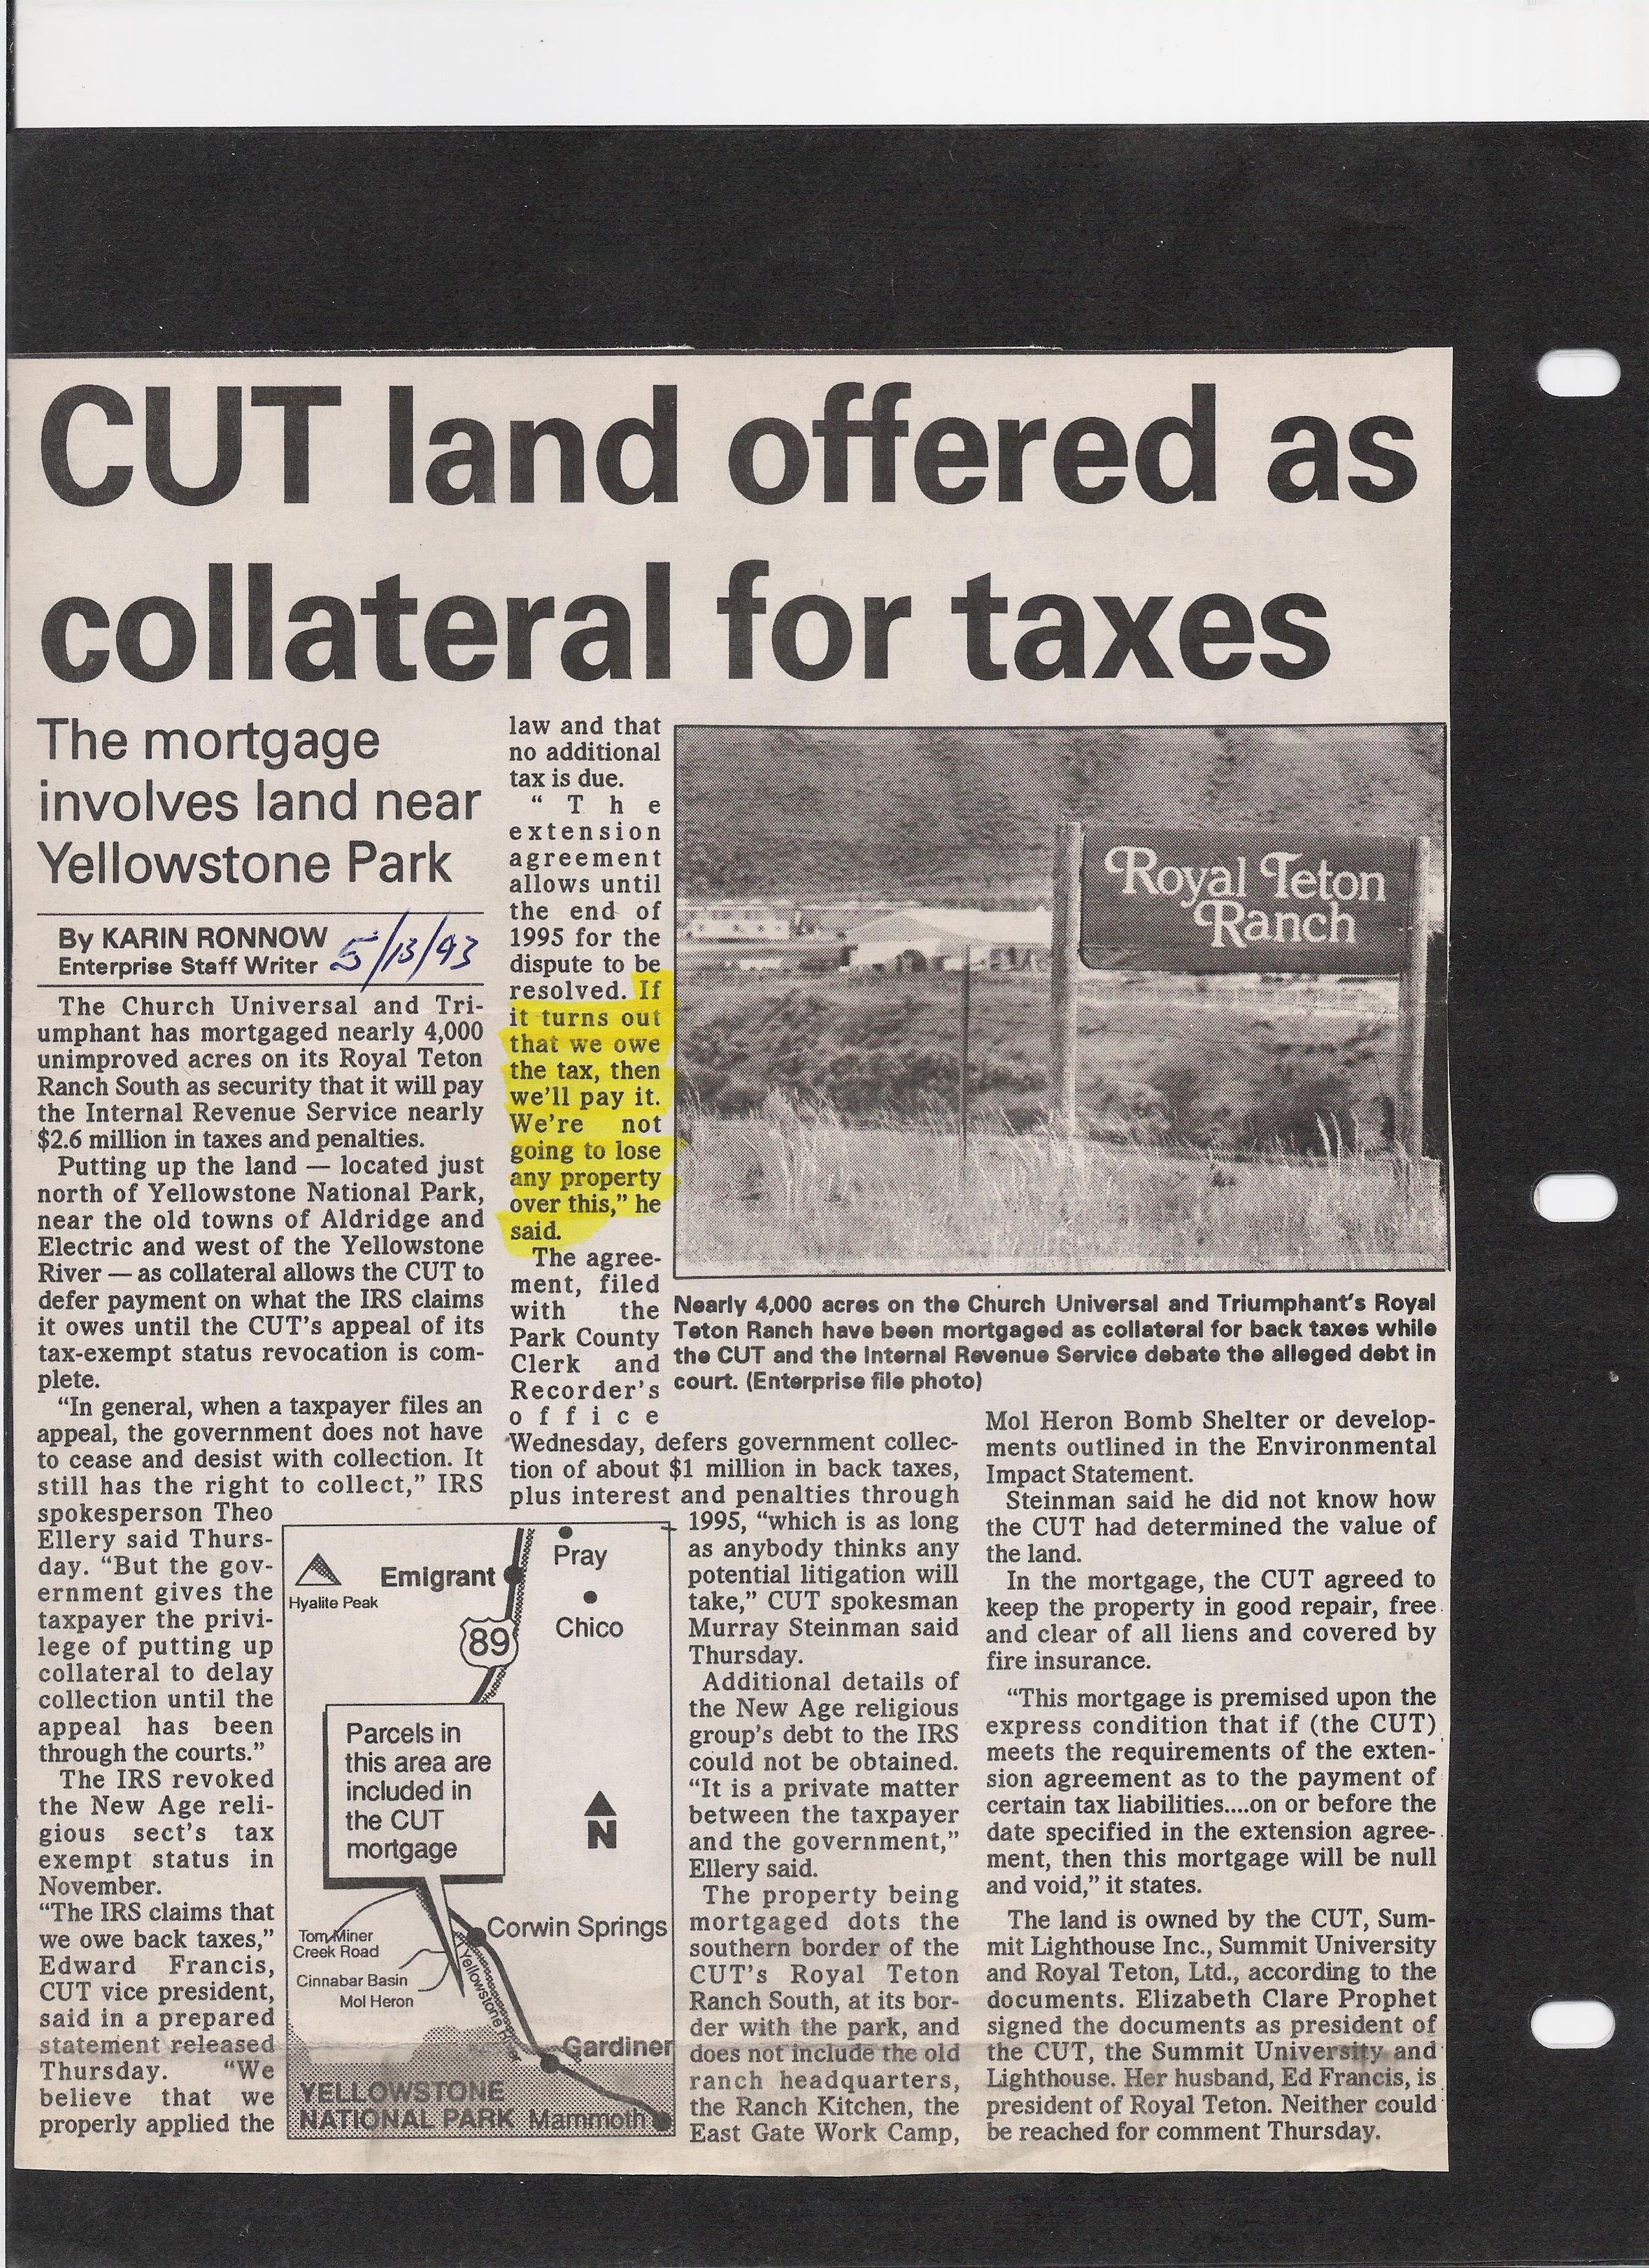 CUT land offered as
collateral for taxes
The mortgage
involves land near
Yellowstone Park
By KARIN RONNOW
Enterprise Staff Writer
5/13/93
The Church Universal and Tri-
umphant has mortgaged nearly 4,000
unimproved acres on its Royal Teton
Ranch South as security that it will pay
the Internal Revenue Service nearly
$2.6 million in taxes and penalties.
Putting up the land — located just
north of Yellowstone National Park,
near the old towns of Aldridge and
Electric and west of the Yellowstone
River — as collateral allows the CUT to
defer payment on what the IRS claims
it owes until the CUT's appeal of its
tax-exempt status revocation is com-
plete.
“In general, when a taxpayer files an
appeal, the government does not have
to cease and desist with collection. It
still has the right to collect,” IRS
spokesperson Theo
Ellery said Thurs-
day. “But the gov-
ernment gives the
taxpayer the privi-
lege of putting up
collateral to delay
collection until the
appeal has been
through the courts.”
The IRS revoked
the New Age reli-
gious sect's tax
exempt status in
November.
“The IRS claims that
we owe back taxes,”
Edward Francis,
CUT vice president,
said in a prepared
statement released
Thursday. “We
believe that we
properly applied the
law and that
no additional
tax is due.
“The
extension
agreement
allows until
the end of
1995 for the
dispute to be
resolved. If
it turns out
that we owe
the tax, then
we'll pay it.
We're not
going to lose
any property
over this,” he
said.
The agree-
ment, filed
with the
Park County
Clerk and
Recorder's
office
Wednesday, defers government collec-
tion of about $1 million in back taxes,
plus interest and penalties through
1995, “which is as long
as anybody thinks any
potential litigation will
take,” CUT spokesman
Murray Steinman said
Thursday.
Additional details of
the New Age religious
group's debt to the IRS
could not be obtained.
“It is a private matter
between the taxpayer
and the government,”
Ellery said.
The property being
mortgaged dots the
southern border of the
CUT's Royal Teton
Ranch South, at its bor-
der with the park, and
does not include the old
ranch headquarters,
the Ranch Kitchen, the
East Gate Work Camp,
Royal Teton
Ranch
Nearly 4,000 acres on the Church Universal and Triumphant's Royal
Teton Ranch have been mortgaged as collateral for back taxes while
the CUT and the Internal Revenue Service debate the alleged debt in
court. (Enterprise file photo)
Mol Heron Bomb Shelter or develop-
ments outlined in the Environmental
Impact Statement.
Steinman said he did not know how
the CUT had determined the value of
the land.
In the mortgage, the CUT agreed to
keep the property in good repair, free
and clear of all liens and covered by
fire insurance.
“This mortgage is premised upon the
express condition that if (the CUT)
meets the requirements of the exten-
sion agreement as to the payment of
certain tax liabilities....on or before the
date specified in the extension agree-
ment, then this mortgage will be null
and void,” it states.
The land is owned by the CUT, Sum-
mit Lighthouse Inc., Summit University
and Royal Teton, Ltd., according to the
documents. Elizabeth Clare Prophet
signed the documents as president of
the CUT, the Summit University and
Lighthouse. Her husband, Ed Francis, is
president of Royal Teton. Neither could
be reached for comment Thursday.
Pray
Emigrant
Hyalite Peak
Chico
89
Parcels in
this area are
included in
the CUT
mortgage
N
Corwin Springs
Tom Miner
Creek Road
Cinnabar Basin
Mol Heron
Yellowstone River
Gardiner
YELLOWSTONE
NATIONAL PARK
Mammoth